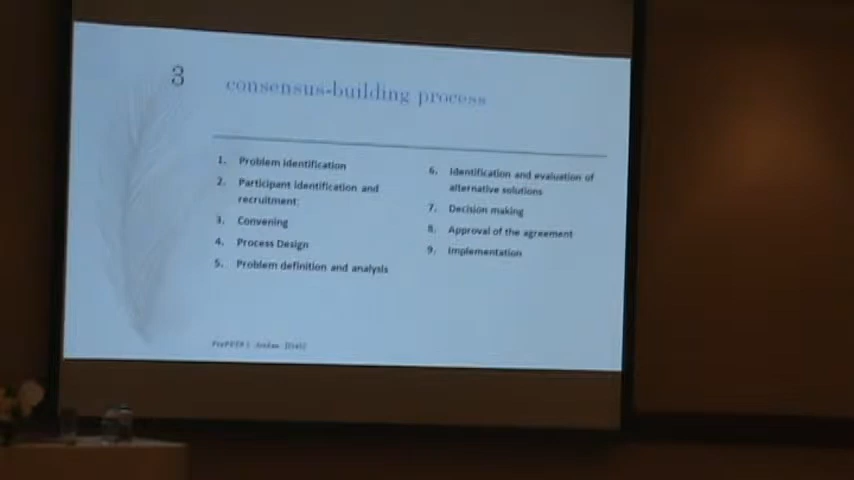 3
consensus-building process
1. Problem identification
2. Participant identification and
recruitment:
3. Convening
4. Process Design
5. Problem definition and analysis
6. Identification and evaluation of
alternative solutions
7. Decision making
8. Approval of the agreement
9. Implementation